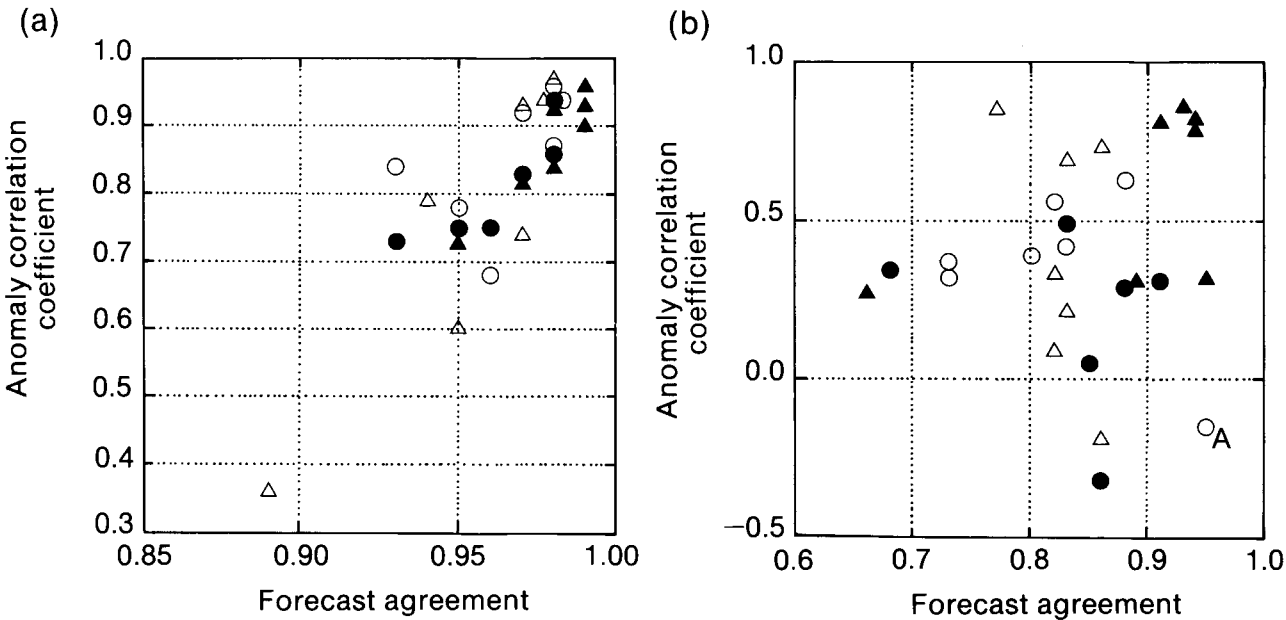 (a)
Anomaly correlation
coefficient
1.0
0.9
0.8
0.7
0.6
0.5
0.4
0.3
0.85 0.90 0.95 1.00
Forecast agreement
(b)
Anomaly correlation
coefficient
1.0
0.5
0.0
−0.5
A
0.6 0.7 0.8 0.9 1.0
Forecast agreement